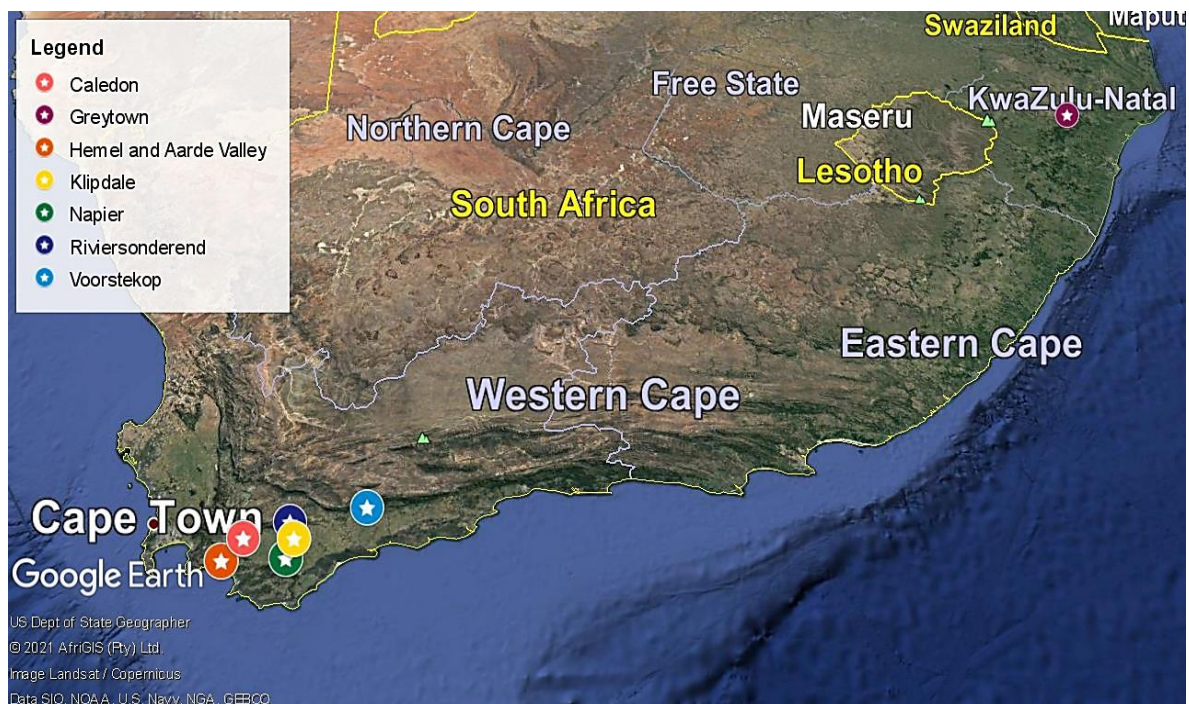 Legend
Caledon
Greytown
Hemel and Aarde Valley
Klipdale
Napier
Riviersonderend
Voorstekop
Swaziland
Maput
Free State
KwaZulu-Natal
Maseru
Northern Cape
Lesotho
South Africa
Eastern Cape
Western Cape
Cape Town
Google Earth
US Dept of State Geographer
© 2021 AfriGIS (Pty) Ltd.
Image Landsat / Copernicus
Data SIO, NOAA, U.S. Navy, NGA, GEBCO